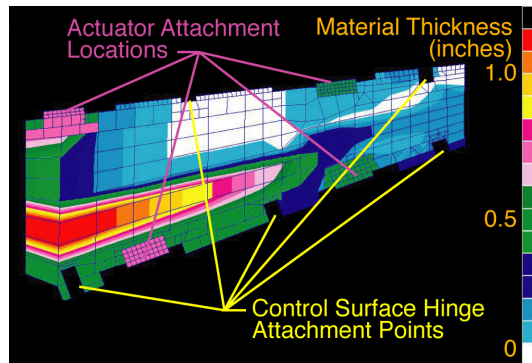 Actuator Attachment
Locations
Material Thickness
(inches)
1.0
0.5
0
Control Surface Hinge
Attachment Points